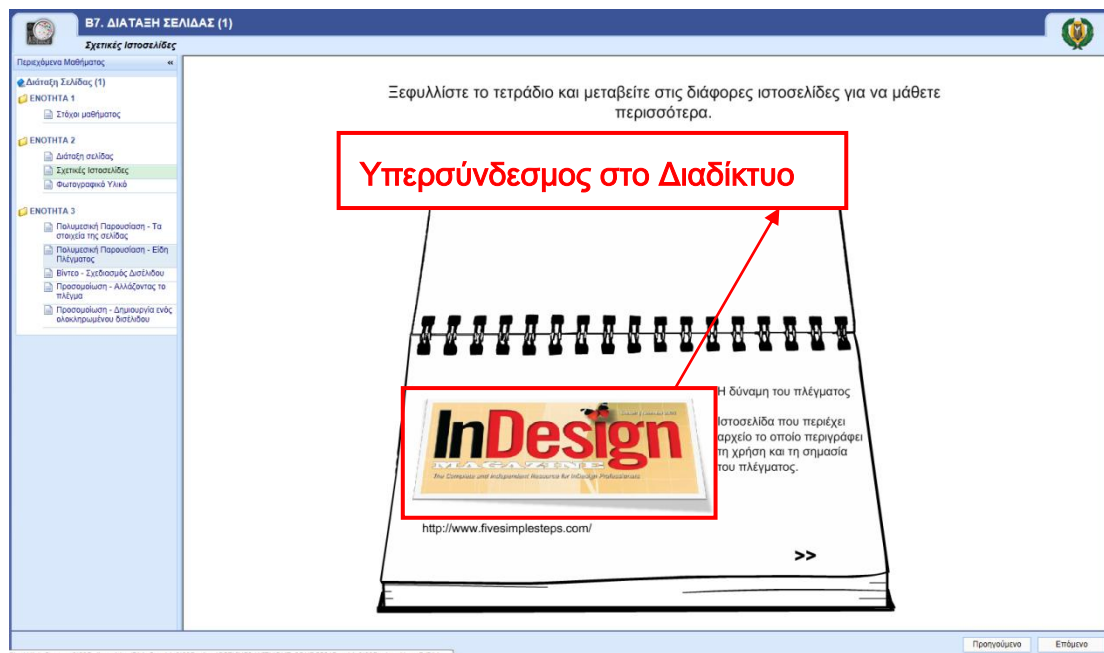 Β7. ΔΙΑΤΑΞΗ ΣΕΛΙΔΑΣ (1)
Σχετικές Ιστοσελίδες
Περιεχόμενα Μαθήματος «
Διάταξη Σελίδας (1)
ΕΝΟΤΗΤΑ 1
Στόχοι μαθήματος
ΕΝΟΤΗΤΑ 2
Διάταξη σελίδας
Σχετικές Ιστοσελίδες
Φωτογραφικό Υλικό
ΕΝΟΤΗΤΑ 3
Πολυμεσική Παρουσίαση - Τα
στοιχεία της σελίδας
Πολυμεσική Παρουσίαση - Είδη
Πλέγματος
Βίντεο - Σχεδιασμός Δισέλιδου
Προσομοίωση - Αλλάζοντας το
πλέγμα
Προσομοίωση - Δημιουργία ενός
ολοκληρωμένου δισέλιδου
Ξεφυλλίστε το τετράδιο και μεταβείτε στις διάφορες ιστοσελίδες για να μάθετε
περισσότερα.
Υπερσύνδεσμος στο Διαδίκτυο
InDesign
MAGAZINE
The Complete and Independent Resource for InDesign Professionals
http://www.fivesimplesteps.com/
Η δύναμη του πλέγματος
Ιστοσελίδα που περιέχει
αρχείο το οποίο περιγράφει
τη χρήση και τη σημασία
του πλέγματος.
>>
Προηγούμενο
Επόμενο